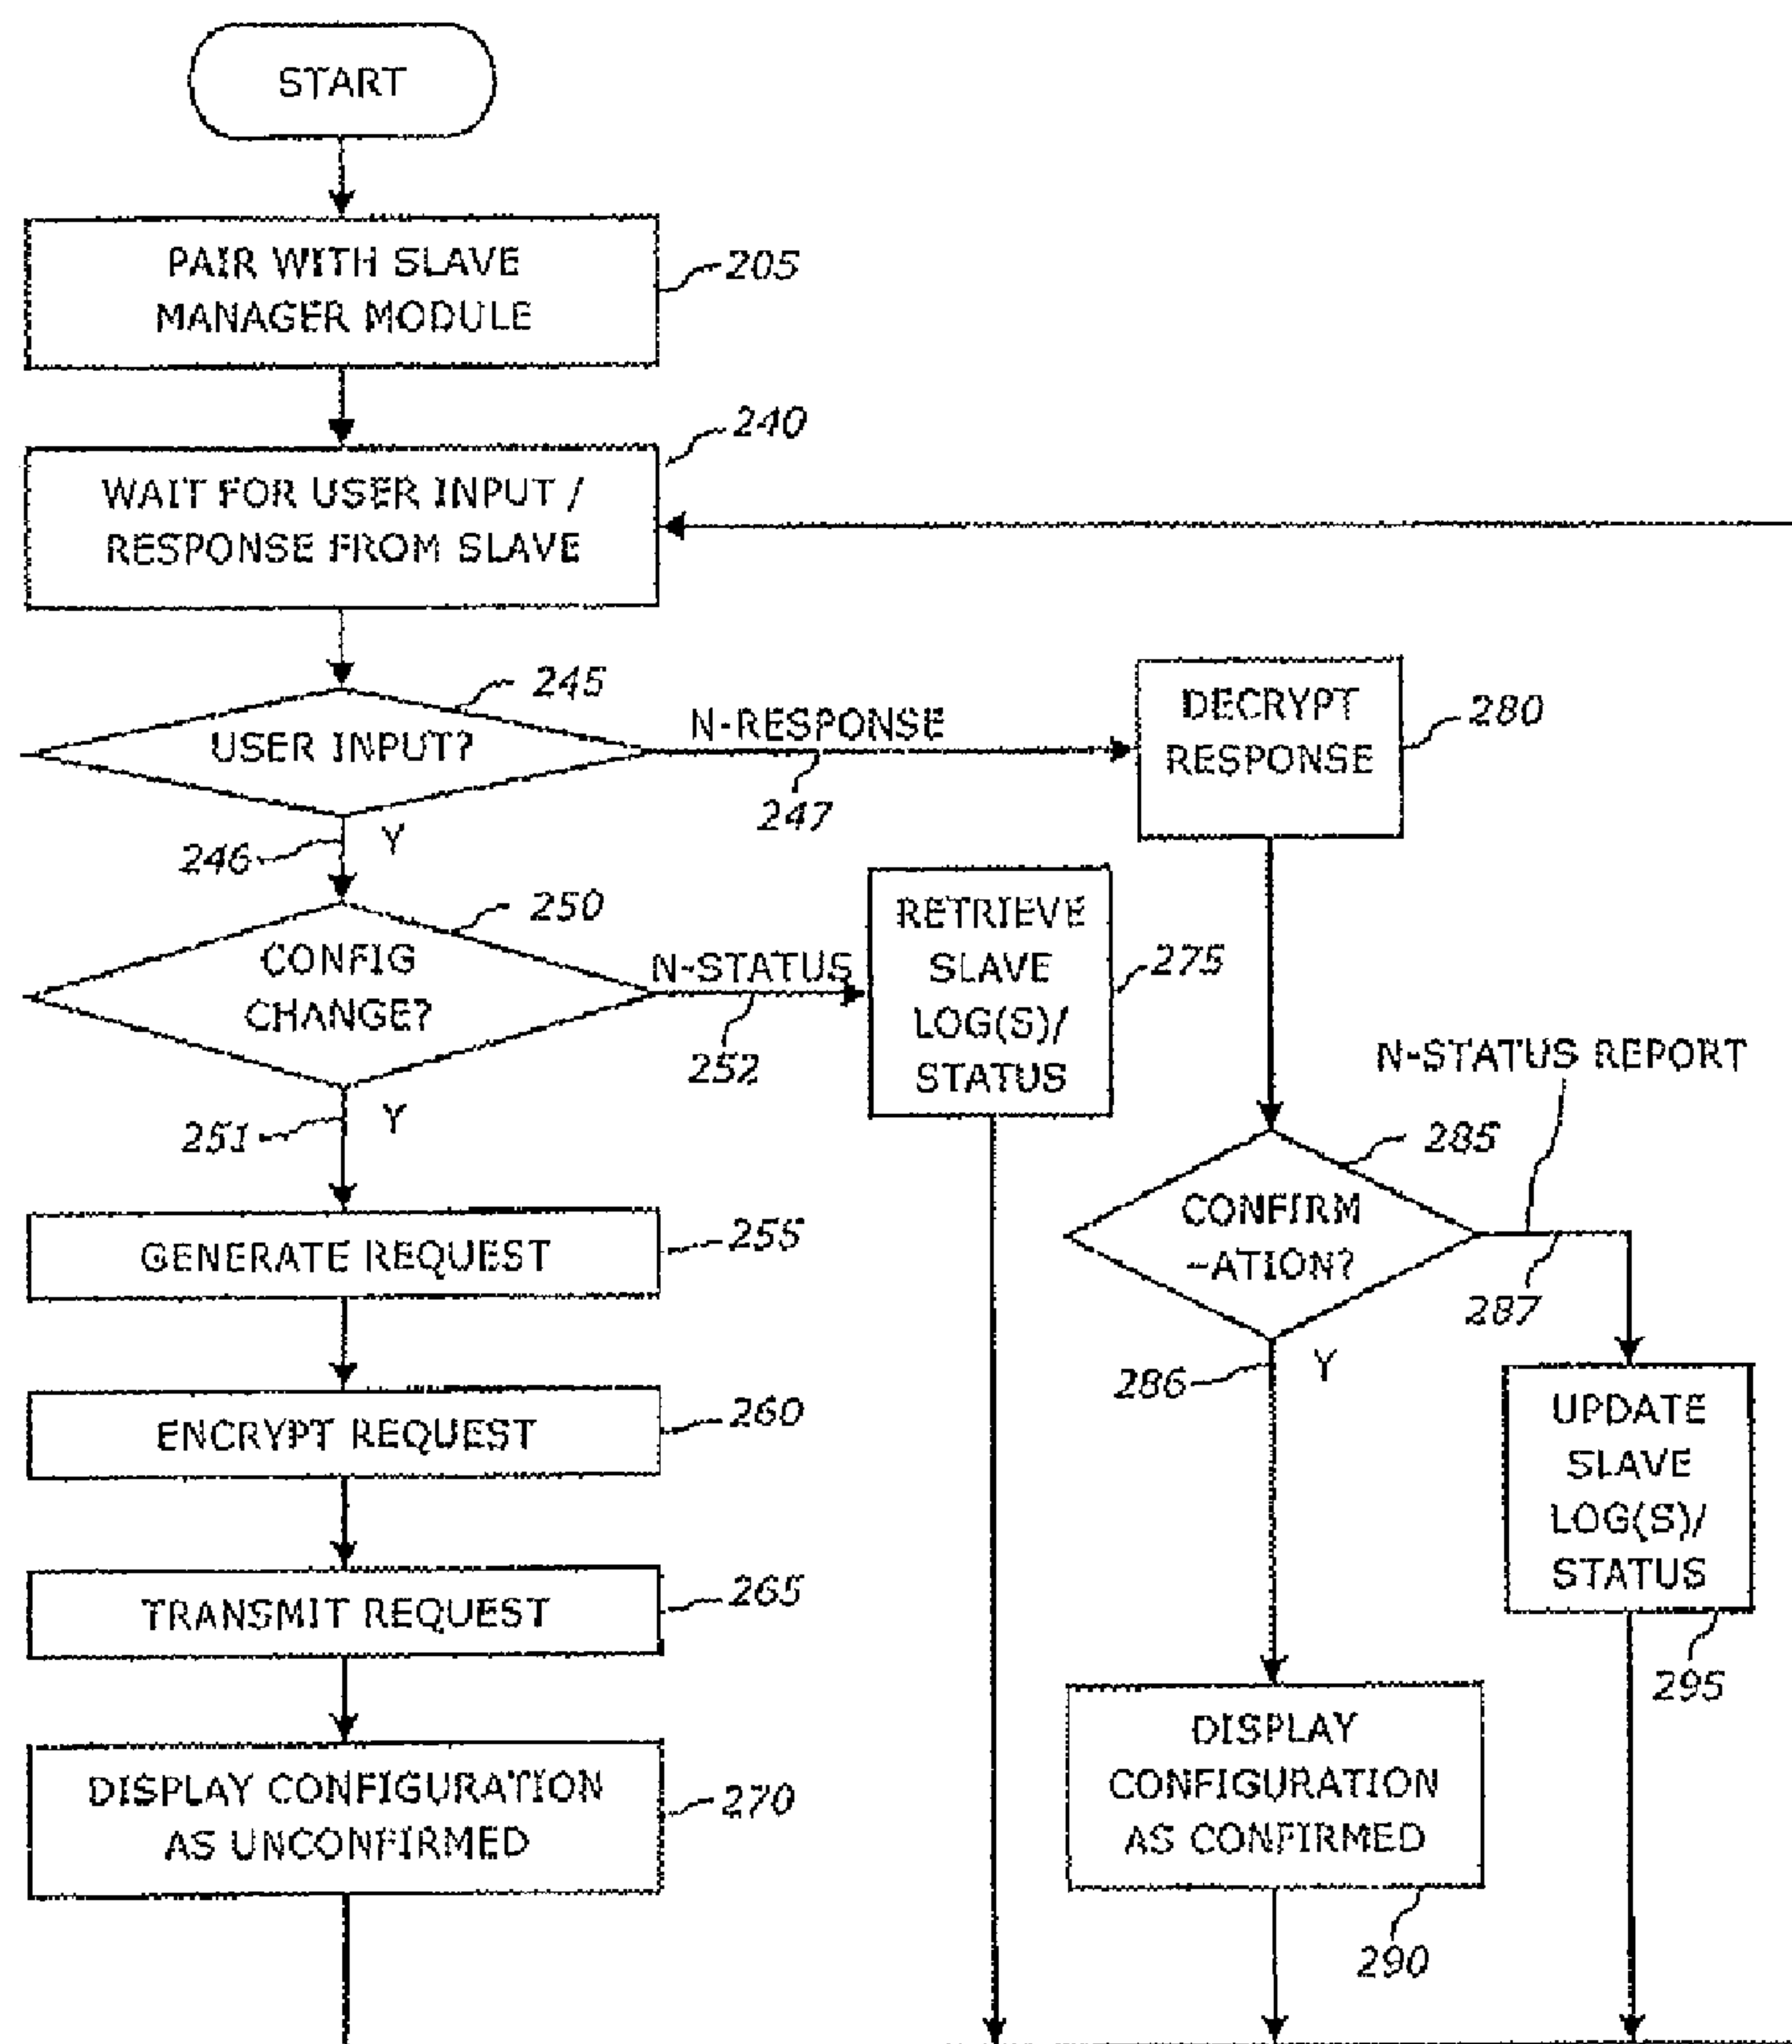 START
PAIR WITH SLAVE
MANAGER MODULE
205
WAIT FOR USER INPUT /
RESPONSE FROM SLAVE
240
USER INPUT?
245
N-RESPONSE
247
DECRYPT
RESPONSE
280
246
Y
CONFIG
CHANGE?
250
N-STATUS
252
RETRIEVE
SLAVE
LOG(S)/
STATUS
275
251
Y
N-STATUS REPORT
CONFIRM
-ATION?
285
287
286
Y
GENERATE REQUEST
255
ENCRYPT REQUEST
260
UPDATE
SLAVE
LOG(S)/
STATUS
295
TRANSMIT REQUEST
265
DISPLAY CONFIGURATION
AS UNCONFIRMED
270
DISPLAY
CONFIGURATION
AS CONFIRMED
290